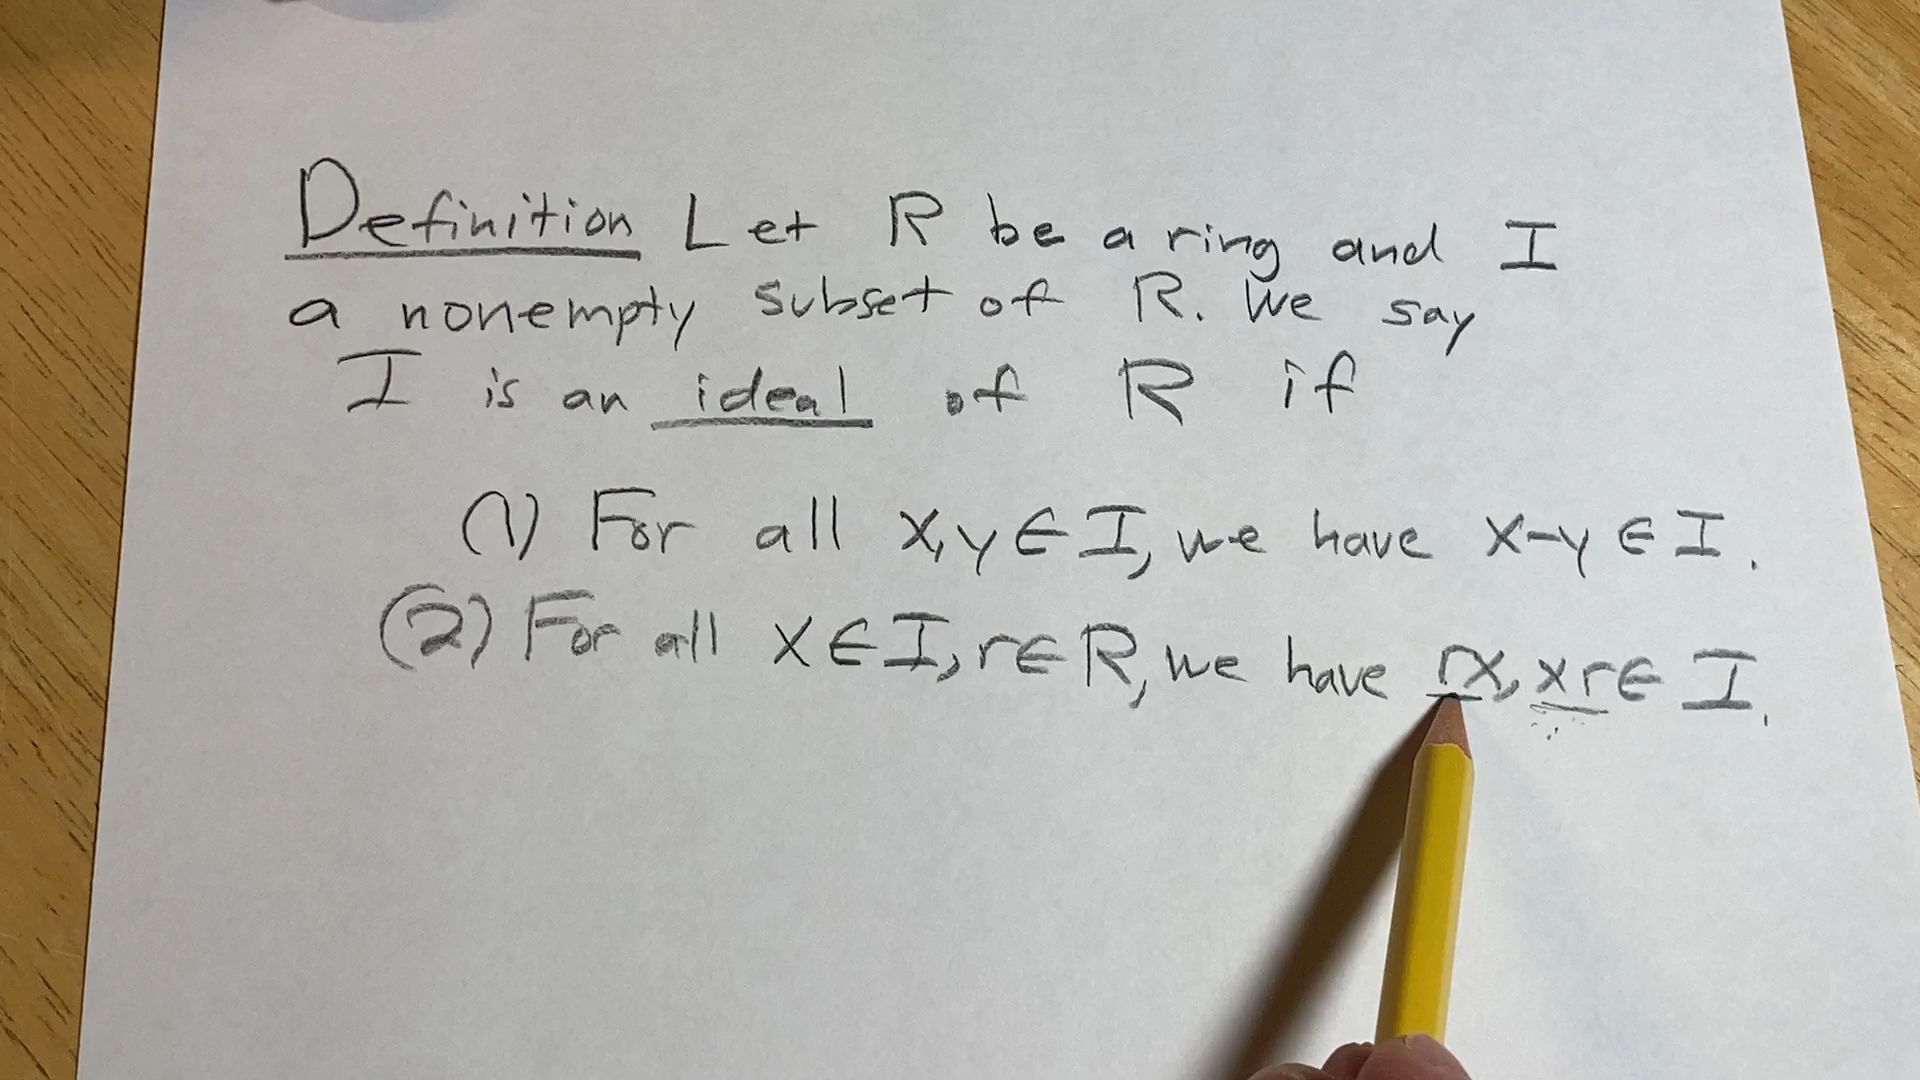 Definition Let R be a ring and I
a nonempty subset of R. We say
I is an ideal of R if
(1) For all x,y ∈ I, we have x-y ∈ I.
(2) For all x ∈ I, r ∈ R, we have rx, xr ∈ I.